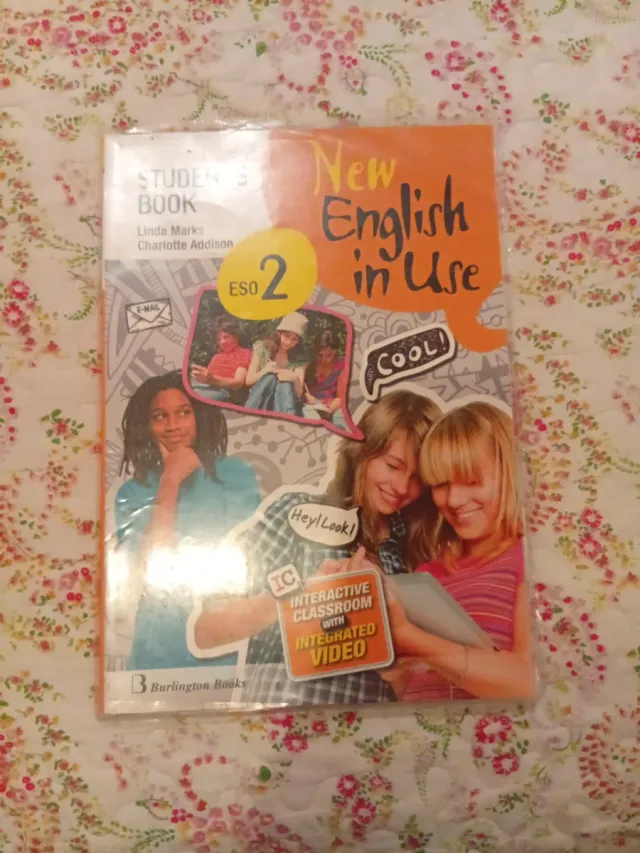 STUDENT'S
BOOK
Linda Marks
Charlotte Addison
New
English
in Use
ESO 2
E-MAIL
COOL!
Hey! Look!
IC
INTERACTIVE
CLASSROOM
WITH
INTEGRATED
VIDEO
B Burlington Books